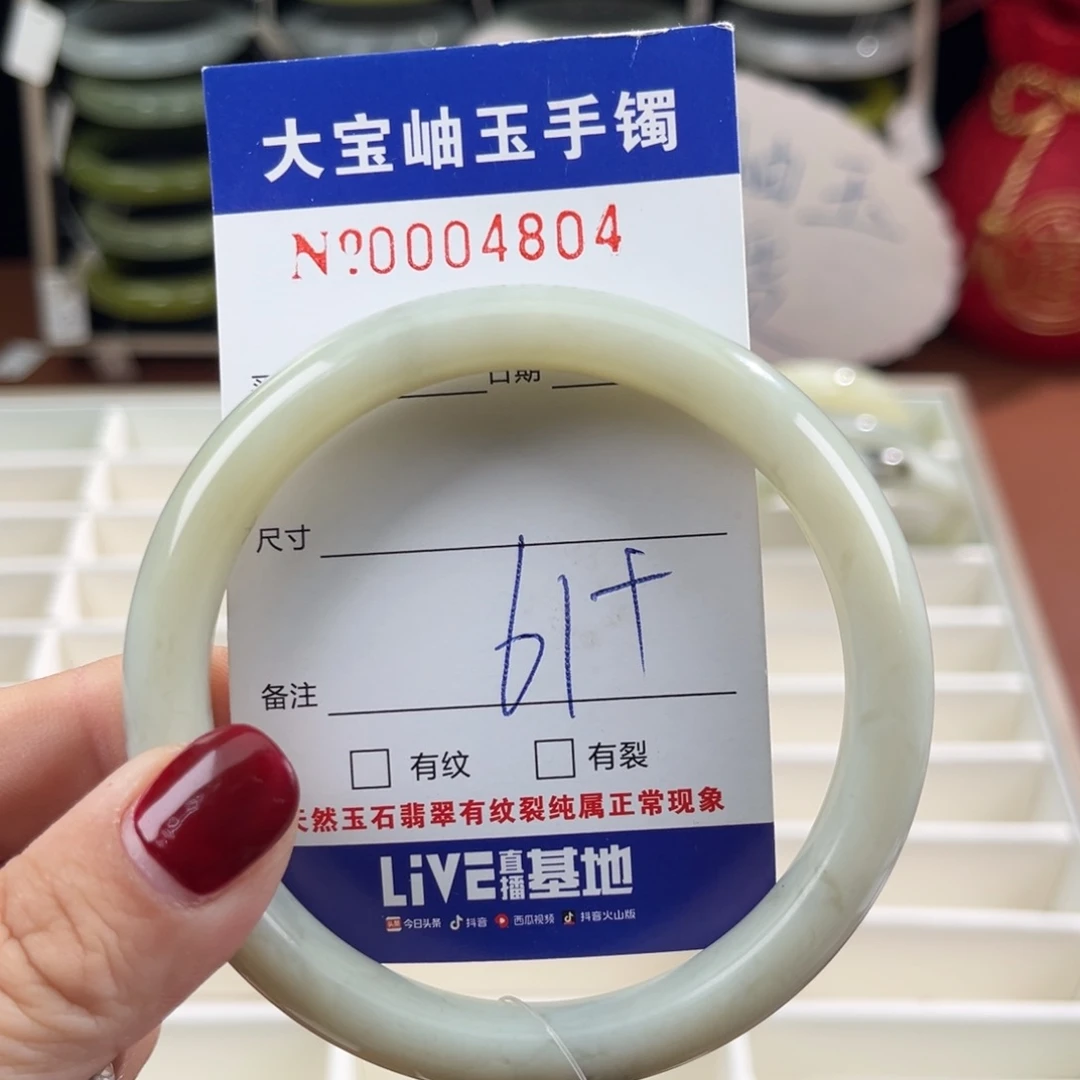 大宝岫玉手镯
Nº0004804
日期
尺寸
61+
备注
有纹 有裂
然玉石翡翠有纹裂纯属正常现象
LiVE直播基地
头条 今日头条 抖音 西瓜视频 抖音火山版